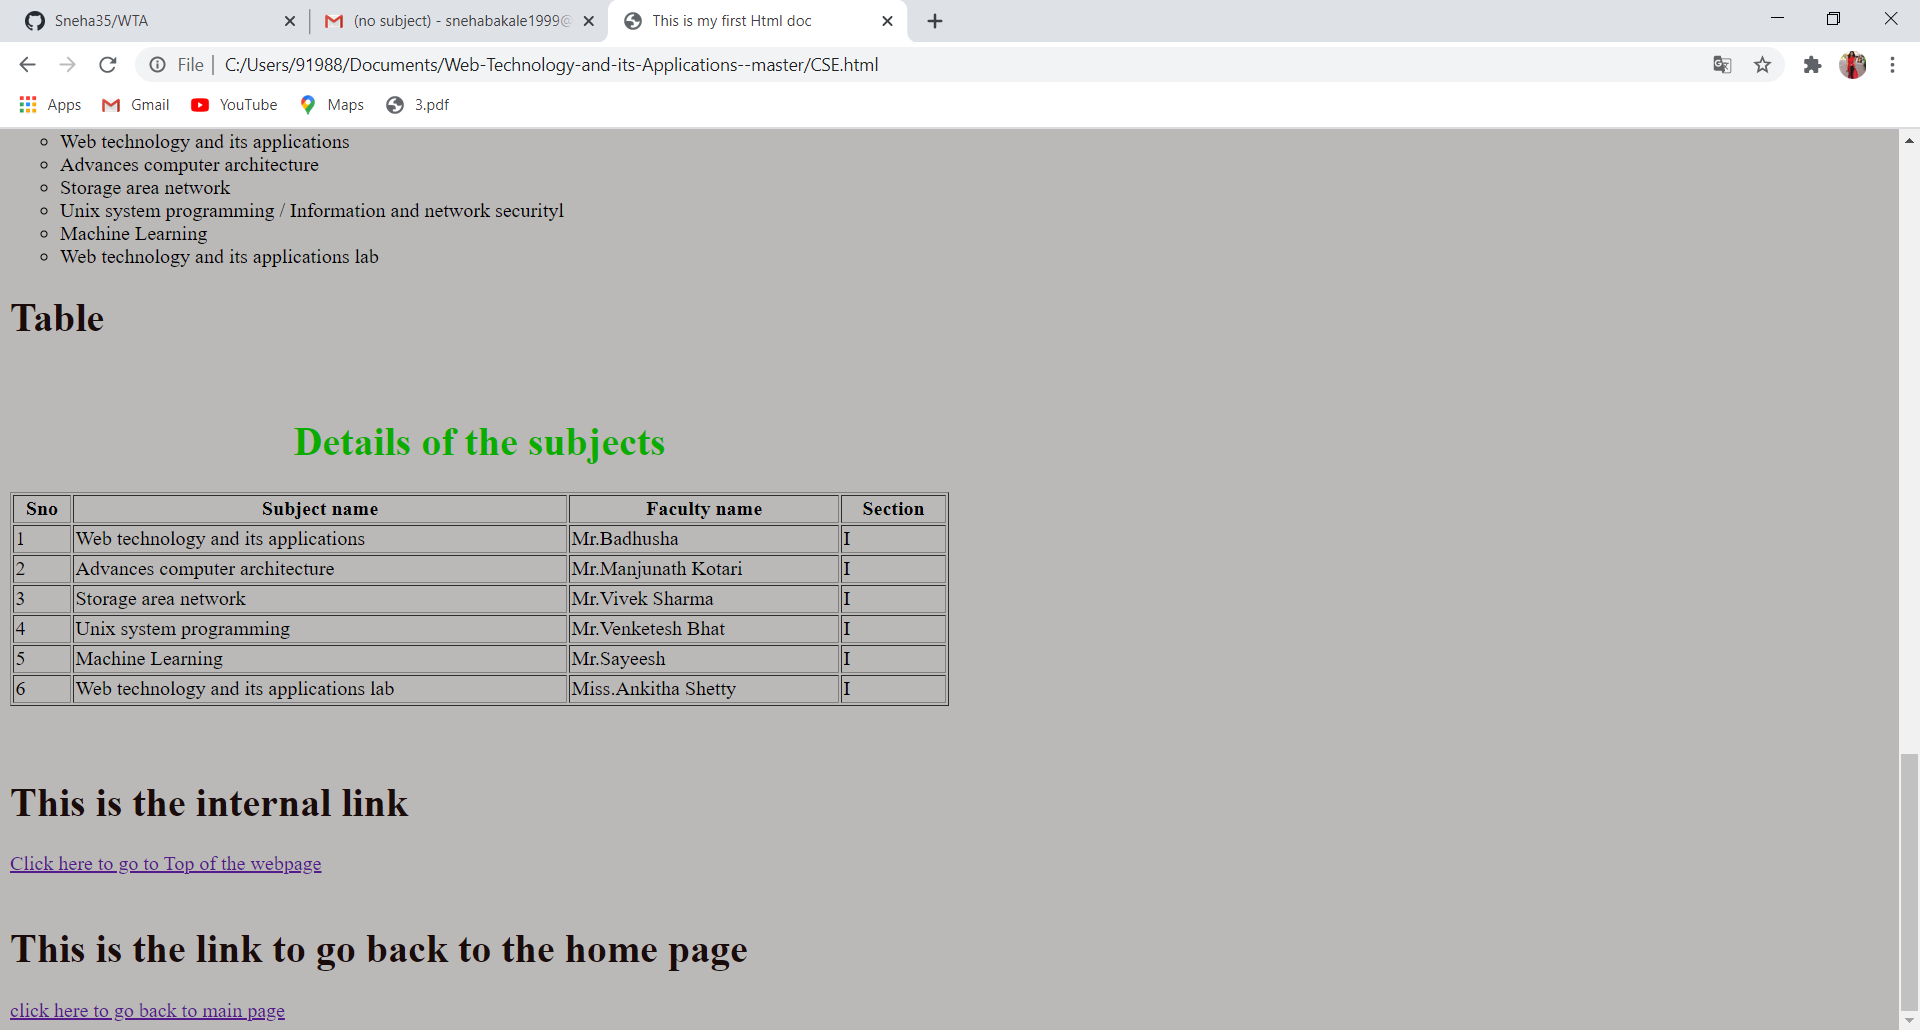 Sneha35/WTA
(no subject) - snehabakale1999@
This is my first Html doc
File
C:/Users/91988/Documents/Web-Technology-and-its-Applications--master/CSE.html
Apps Gmail YouTube Maps 3.pdf
Web technology and its applications
Advances computer architecture
Storage area network
Unix system programming / Information and network securityl
Machine Learning
Web technology and its applications lab
Table
Details of the subjects
Sno Subject name Faculty name Section
1 Web technology and its applications Mr.Badhusha I
2 Advances computer architecture Mr.Manjunath Kotari I
3 Storage area network Mr.Vivek Sharma I
4 Unix system programming Mr.Venketesh Bhat I
5 Machine Learning Mr.Sayeesh I
6 Web technology and its applications lab Miss.Ankitha Shetty I
This is the internal link
Click here to go to Top of the webpage
This is the link to go back to the home page
click here to go back to main page